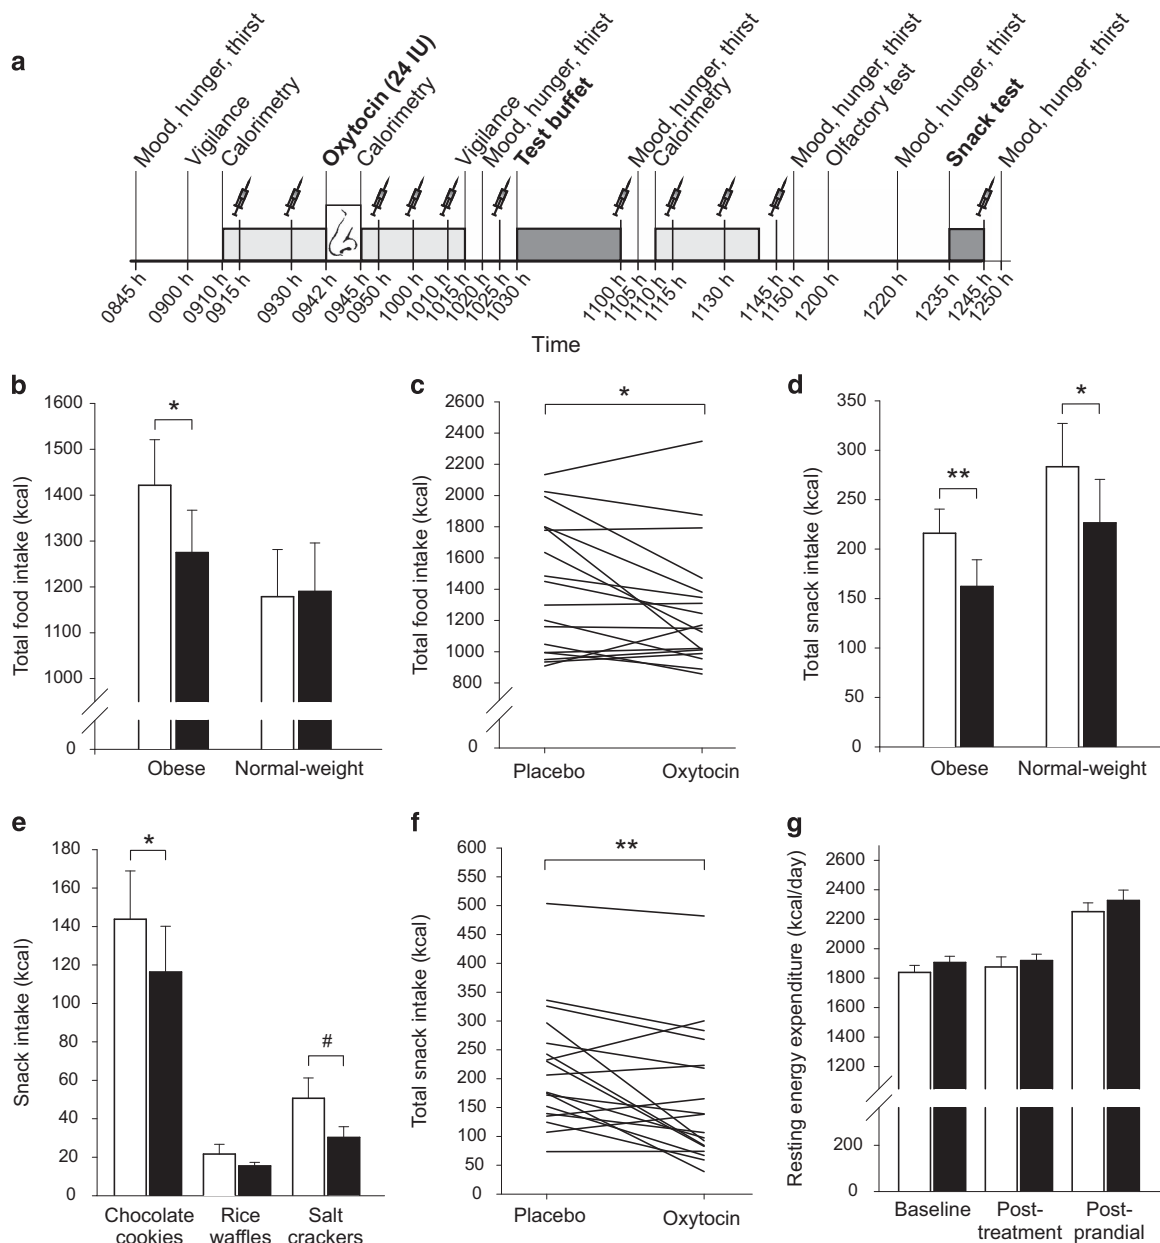 a
Mood, hunger, thirst
Vigilance
Calorimetry
Oxytocin (24 IU)
Calorimetry
Vigilance
Mood, hunger, thirst
Test buffet
Mood, hunger, thirst
Calorimetry
Mood, hunger, thirst
Olfactory test
Mood, hunger, thirst
Snack test
Mood, hunger, thirst
0845 h
0900 h
0910 h
0915 h
0930 h
0942 h
0945 h
0950 h
1000 h
1010 h
1015 h
1020 h
1025 h
1030 h
1100 h
1105 h
1110 h
1115 h
1130 h
1145 h
1150 h
1200 h
1220 h
1235 h
1245 h
1250 h
Time
b
Total food intake (kcal)
1600
1500
1400
1300
1200
1100
1000
0
*
Obese
Normal-weight
c
Total food intake (kcal)
2600
2400
2200
2000
1800
1600
1400
1200
1000
800
0
*
Placebo
Oxytocin
d
Total snack intake (kcal)
350
300
250
200
150
100
50
0
**
*
Obese
Normal-weight
e
Snack intake (kcal)
180
160
140
120
100
80
60
40
20
0
*
#
Chocolate
cookies
Rice
waffles
Salt
crackers
f
Total snack intake (kcal)
600
550
500
450
400
350
300
250
200
150
100
50
0
**
Placebo
Oxytocin
g
Resting energy expenditure (kcal/day)
2600
2400
2200
2000
1800
1600
1400
1200
200
0
Baseline
Post-
treatment
Post-
prandial